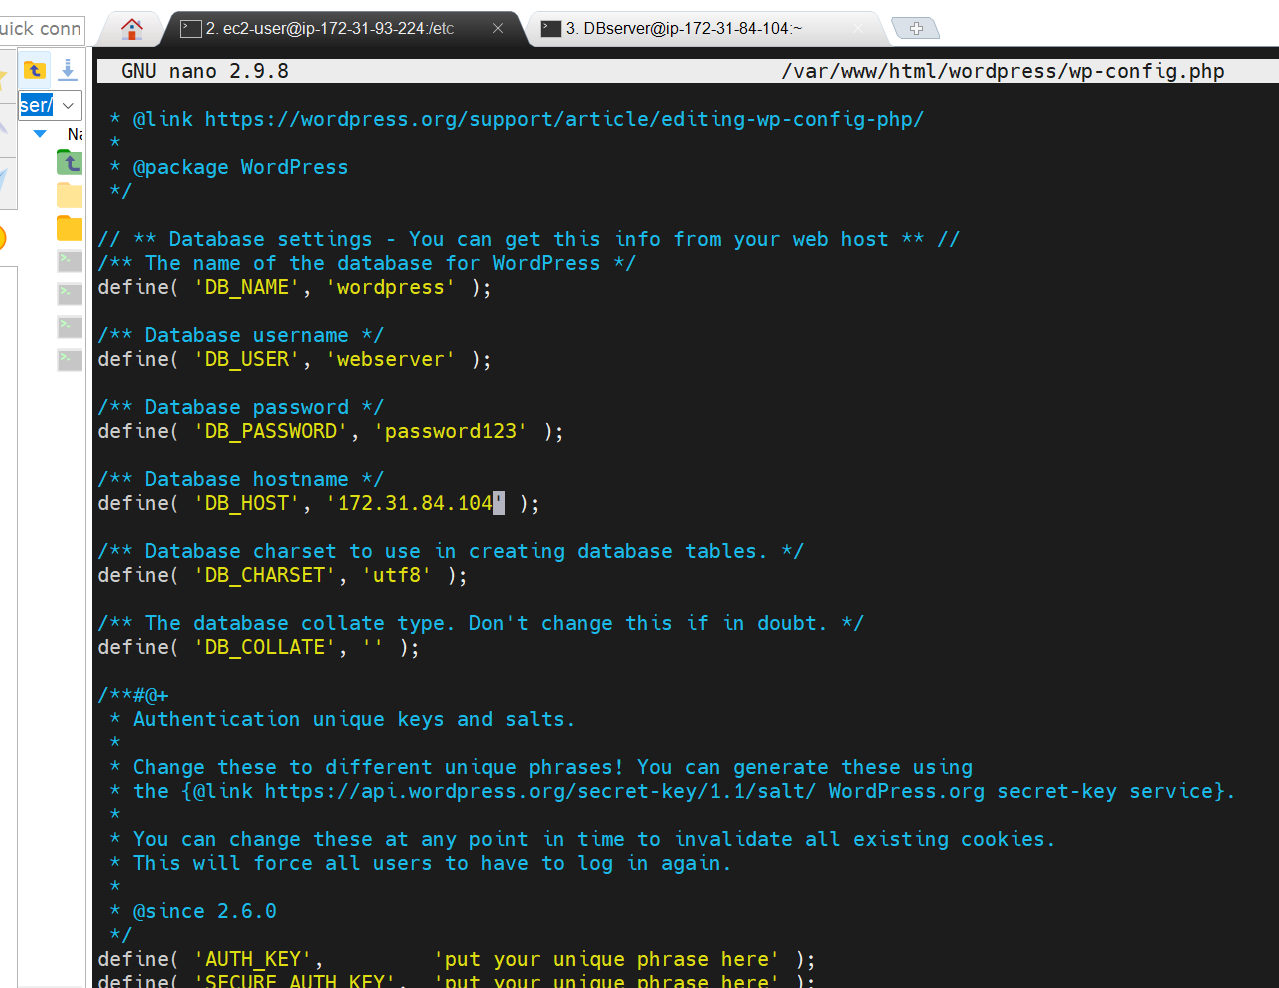 uick conn
2. ec2-user@ip-172-31-93-224:/etc
3. DBserver@ip-172-31-84-104:~
ser/
Na
GNU nano 2.9.8 /var/www/html/wordpress/wp-config.php
* @link https://wordpress.org/support/article/editing-wp-config-php/
*
* @package WordPress
*/
// ** Database settings - You can get this info from your web host ** //
/** The name of the database for WordPress */
define( 'DB_NAME', 'wordpress' );
/** Database username */
define( 'DB_USER', 'webserver' );
/** Database password */
define( 'DB_PASSWORD', 'password123' );
/** Database hostname */
define( 'DB_HOST', '172.31.84.104' );
/** Database charset to use in creating database tables. */
define( 'DB_CHARSET', 'utf8' );
/** The database collate type. Don't change this if in doubt. */
define( 'DB_COLLATE', '' );
/**#@+
* Authentication unique keys and salts.
*
* Change these to different unique phrases! You can generate these using
* the {@link https://api.wordpress.org/secret-key/1.1/salt/ WordPress.org secret-key service}.
*
* You can change these at any point in time to invalidate all existing cookies.
* This will force all users to have to log in again.
*
* @since 2.6.0
*/
define( 'AUTH_KEY', 'put your unique phrase here' );
define( 'SECURE_AUTH_KEY', 'put your unique phrase here' );